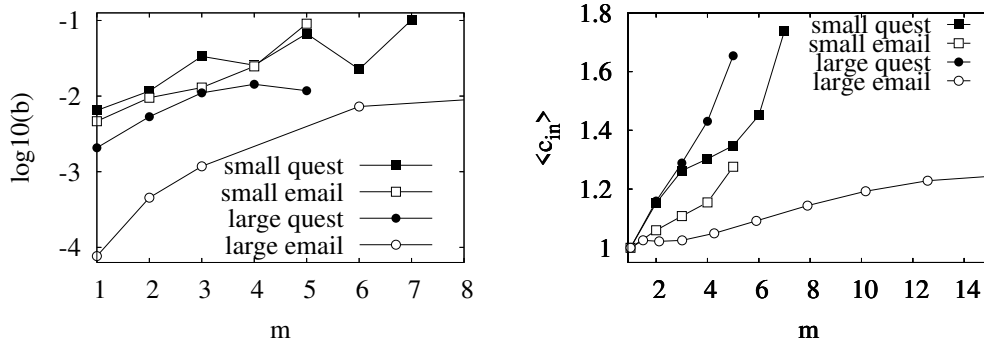 -1
-2
-3
-4
log10(b)
small quest
small email
large quest
large email
1 2 3 4 5 6 7 8
m
1.8
1.6
1.4
1.2
1
<c_in>
small quest
small email
large quest
large email
2 4 6 8 10 12 14
m